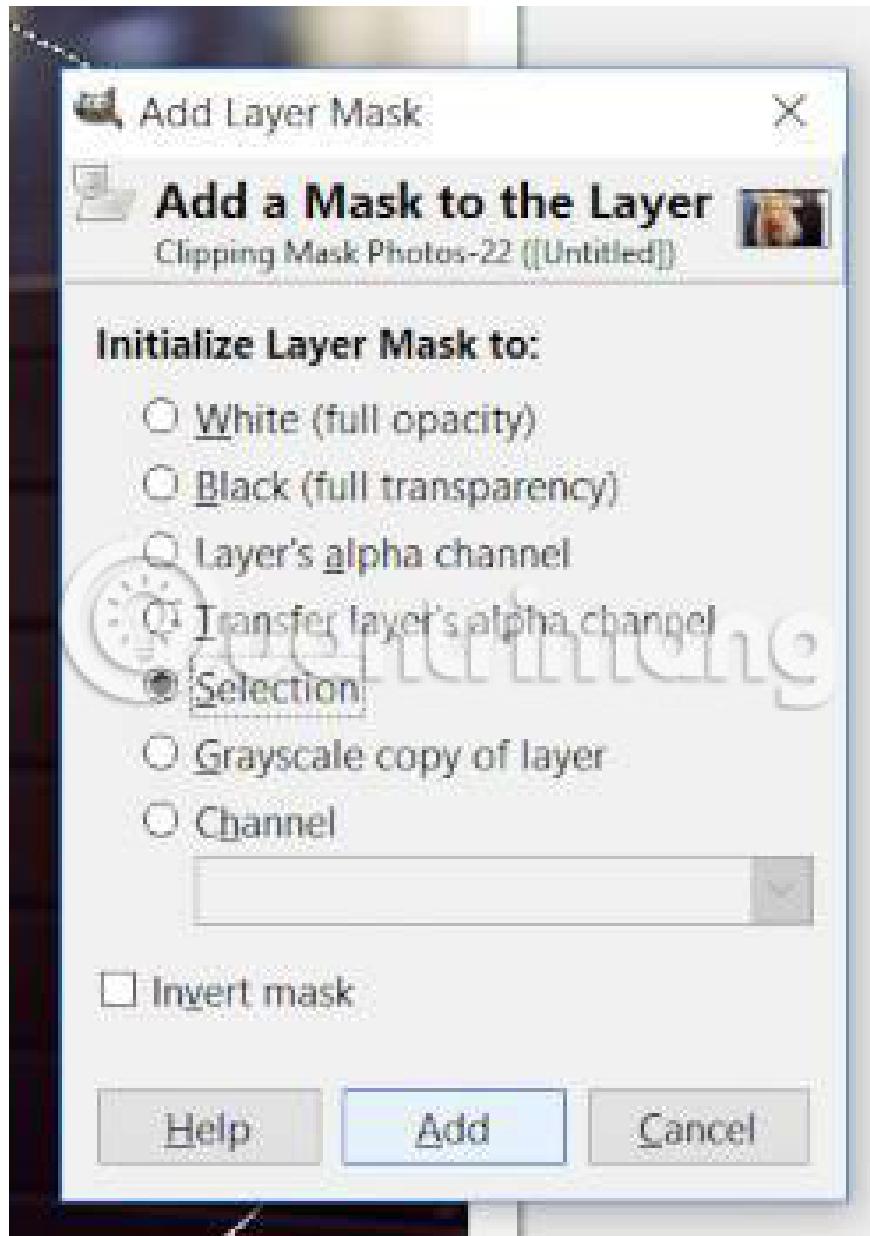 Add Layer Mask
Add a Mask to the Layer
Clipping Mask Photos-22 ([Untitled])
Initialize Layer Mask to:
White (full opacity)
Black (full transparency)
Layer's alpha channel
Transfer layer's alpha channel
Quantrimang
Selection
Grayscale copy of layer
Channel
Invert mask
Help Add Cancel